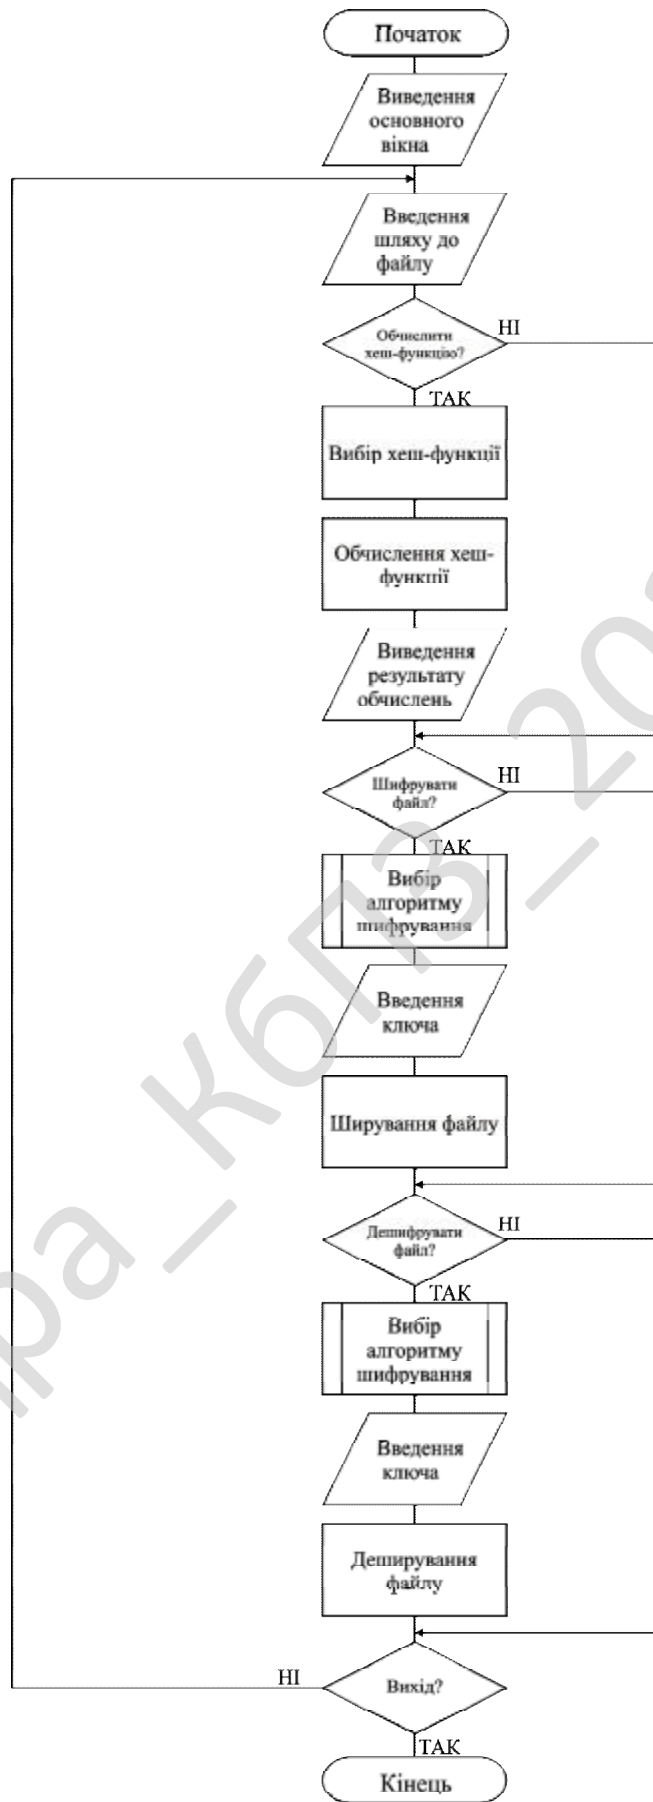 Початок
Виведення
основного
вікна
Введення
шляху до
файлу
Обчислити
хеш-функцію?
НІ
ТАК
Вибір хеш-функції
Обчислення хеш-
функції
Виведення
результату
обчислень
Шифрувати
файл?
НІ
ТАК
Вибір
алгоритму
шифрування
Введення
ключа
Ширування файлу
Дешифрувати
файл?
НІ
ТАК
Вибір
алгоритму
шифрування
Введення
ключа
Деширування
файлу
Вихід?
НІ
ТАК
Кінець
ра_КбПЗ_20